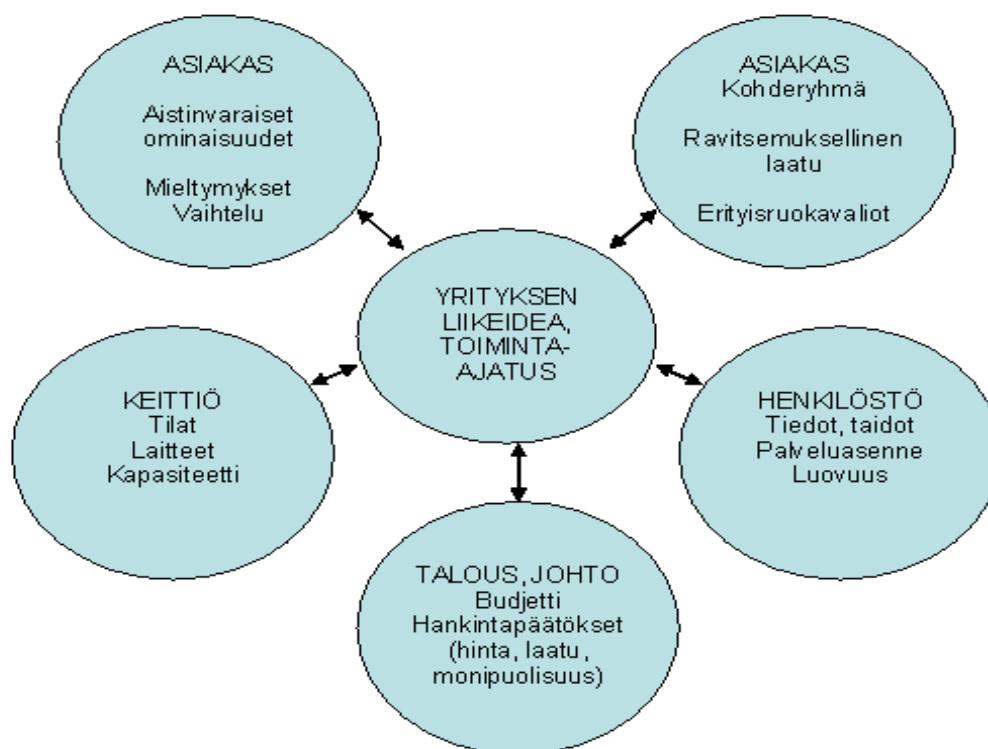 ASIAKAS
Aistinvaraiset
ominaisuudet
Mieltymykset
Vaihtelu
ASIAKAS
Kohderyhmä
Ravitsemuksellinen
laatu
Erityisruokavaliot
YRITYKSEN
LIIKEIDEA,
TOIMINTA-
AJATUS
KEITTIÖ
Tilat
Laitteet
Kapasiteetti
HENKILÖSTÖ
Tiedot, taidot
Palveluasenne
Luovuus
TALOUS, JOHTO
Budjetti
Hankintapäätökset
(hinta, laatu,
monipuolisuus)